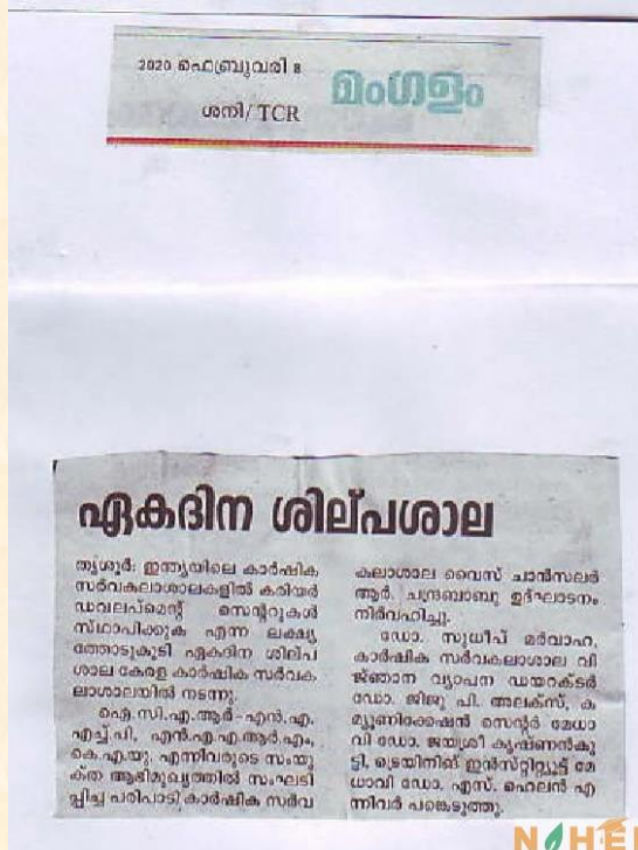 2020 ഫെബ്രുവരി 8
ശനി/ TCR
മംഗളം
ഏകദിന ശില്പശാല
തൃശൂർ: ഇന്ത്യയിലെ കാർഷിക
സർവകലാശാലകളിൽ കരിയർ
ഡവലപ്മെന്റ് സെന്ററുകൾ
സ്ഥാപിക്കുക എന്ന ലക്ഷ്യ
ത്തോടുകൂടി ഏകദിന ശില്പ
ശാല കേരള കാർഷിക സർവക
ലാശാലയിൽ നടന്നു.
ഐ.സി.എ.ആർ-എൻ.എ.
എച്ച്.പി, എൻ.എ.എ.ആർ.എം,
കെ.എ.യു. എന്നിവരുടെ സംയു
ക്ത ആഭിമുഖ്യത്തിൽ സംഘടി
പ്പിച്ച പരിപാടി കാർഷിക സർവ
കലാശാല വൈസ് ചാൻസലർ
ആർ. ചന്ദ്രബാബു ഉദ്ഘാടനം
നിർവഹിച്ചു.
ഡോ. സുധീപ് മർവാഹ,
കാർഷിക സർവകലാശാല വി
ജ്ഞാന വ്യാപന ഡയറക്ടർ
ഡോ. ജിജു പി. അലക്സ്, ക
മ്യൂണിക്കേഷൻ സെന്റർ മേധാ
വി ഡോ. ജയശ്രീ കൃഷ്ണൻകു
ട്ടി, ട്രെയിനിങ് ഇൻസ്റ്റിറ്റ്യൂട്ട് മേ
ധാവി ഡോ. എസ്. ഹെലൻ എ
ന്നിവർ പങ്കെടുത്തു.
NAHEP